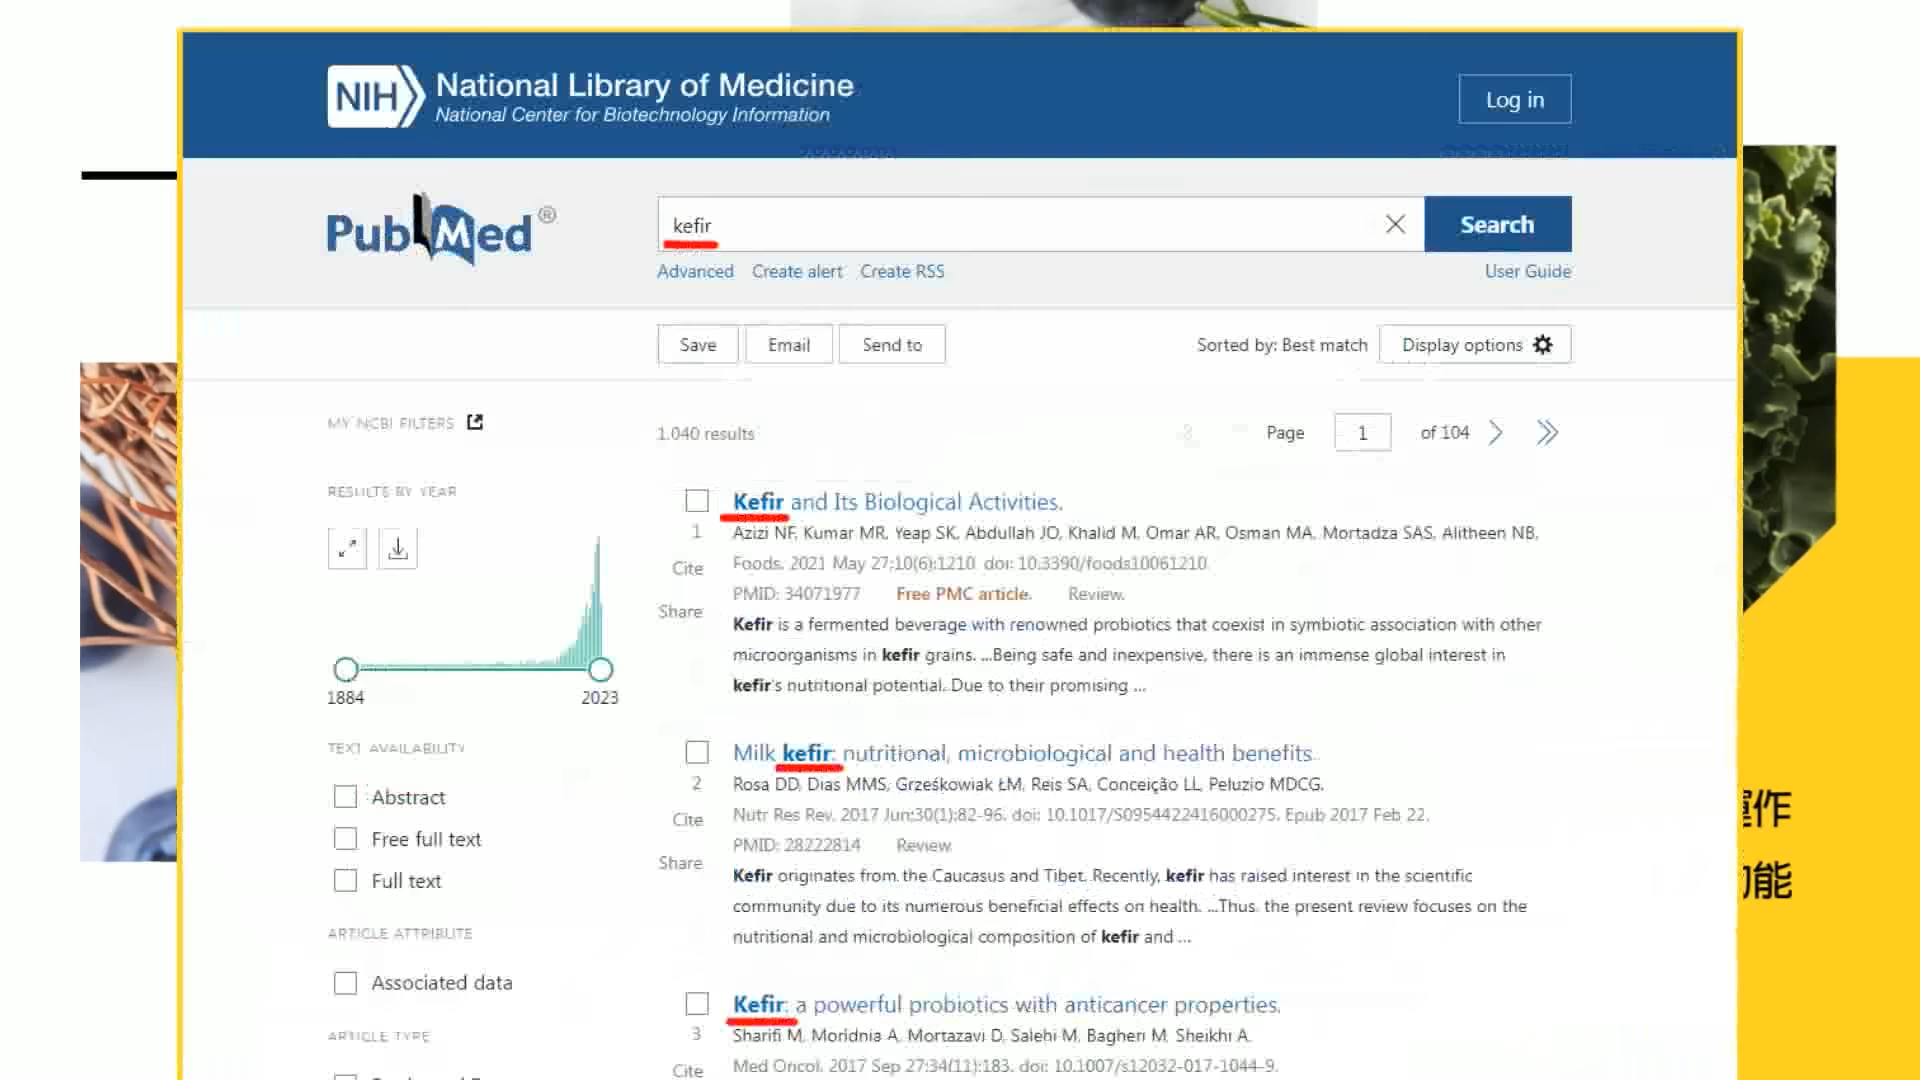 NIH National Library of Medicine
National Center for Biotechnology Information
Log in
PubMed®
kefir
Search
Advanced Create alert Create RSS
User Guide
Save Email Send to
Sorted by: Best match
Display options
MY NCBI FILTERS
1,040 results
Page 1 of 104
RESULTS BY YEAR
1884 2023
TEXT AVAILABILITY
Abstract
Free full text
Full text
ARTICLE ATTRIBUTE
Associated data
ARTICLE TYPE
Kefir and Its Biological Activities.
1
Azizi NF, Kumar MR, Yeap SK, Abdullah JO, Khalid M, Omar AR, Osman MA, Mortadza SAS, Alitheen NB.
Cite
Foods. 2021 May 27;10(6):1210. doi: 10.3390/foods10061210.
PMID: 34071977 Free PMC article. Review.
Share
Kefir is a fermented beverage with renowned probiotics that coexist in symbiotic association with other
microorganisms in kefir grains. ...Being safe and inexpensive, there is an immense global interest in
kefir's nutritional potential. Due to their promising ...
Milk kefir: nutritional, microbiological and health benefits.
2
Rosa DD, Dias MMS, Grześkowiak ŁM, Reis SA, Conceição LL, Peluzio MDCG.
Cite
Nutr Res Rev. 2017 Jun;30(1):82-96. doi: 10.1017/S0954422416000275. Epub 2017 Feb 22.
PMID: 28222814 Review.
Share
Kefir originates from the Caucasus and Tibet. Recently, kefir has raised interest in the scientific
community due to its numerous beneficial effects on health. ...Thus, the present review focuses on the
nutritional and microbiological composition of kefir and ...
Kefir: a powerful probiotics with anticancer properties.
3
Sharifi M, Moridnia A, Mortazavi D, Salehi M, Bagheri M, Sheikhi A.
Cite
Med Oncol. 2017 Sep 27;34(11):183. doi: 10.1007/s12032-017-1044-9.
作
能